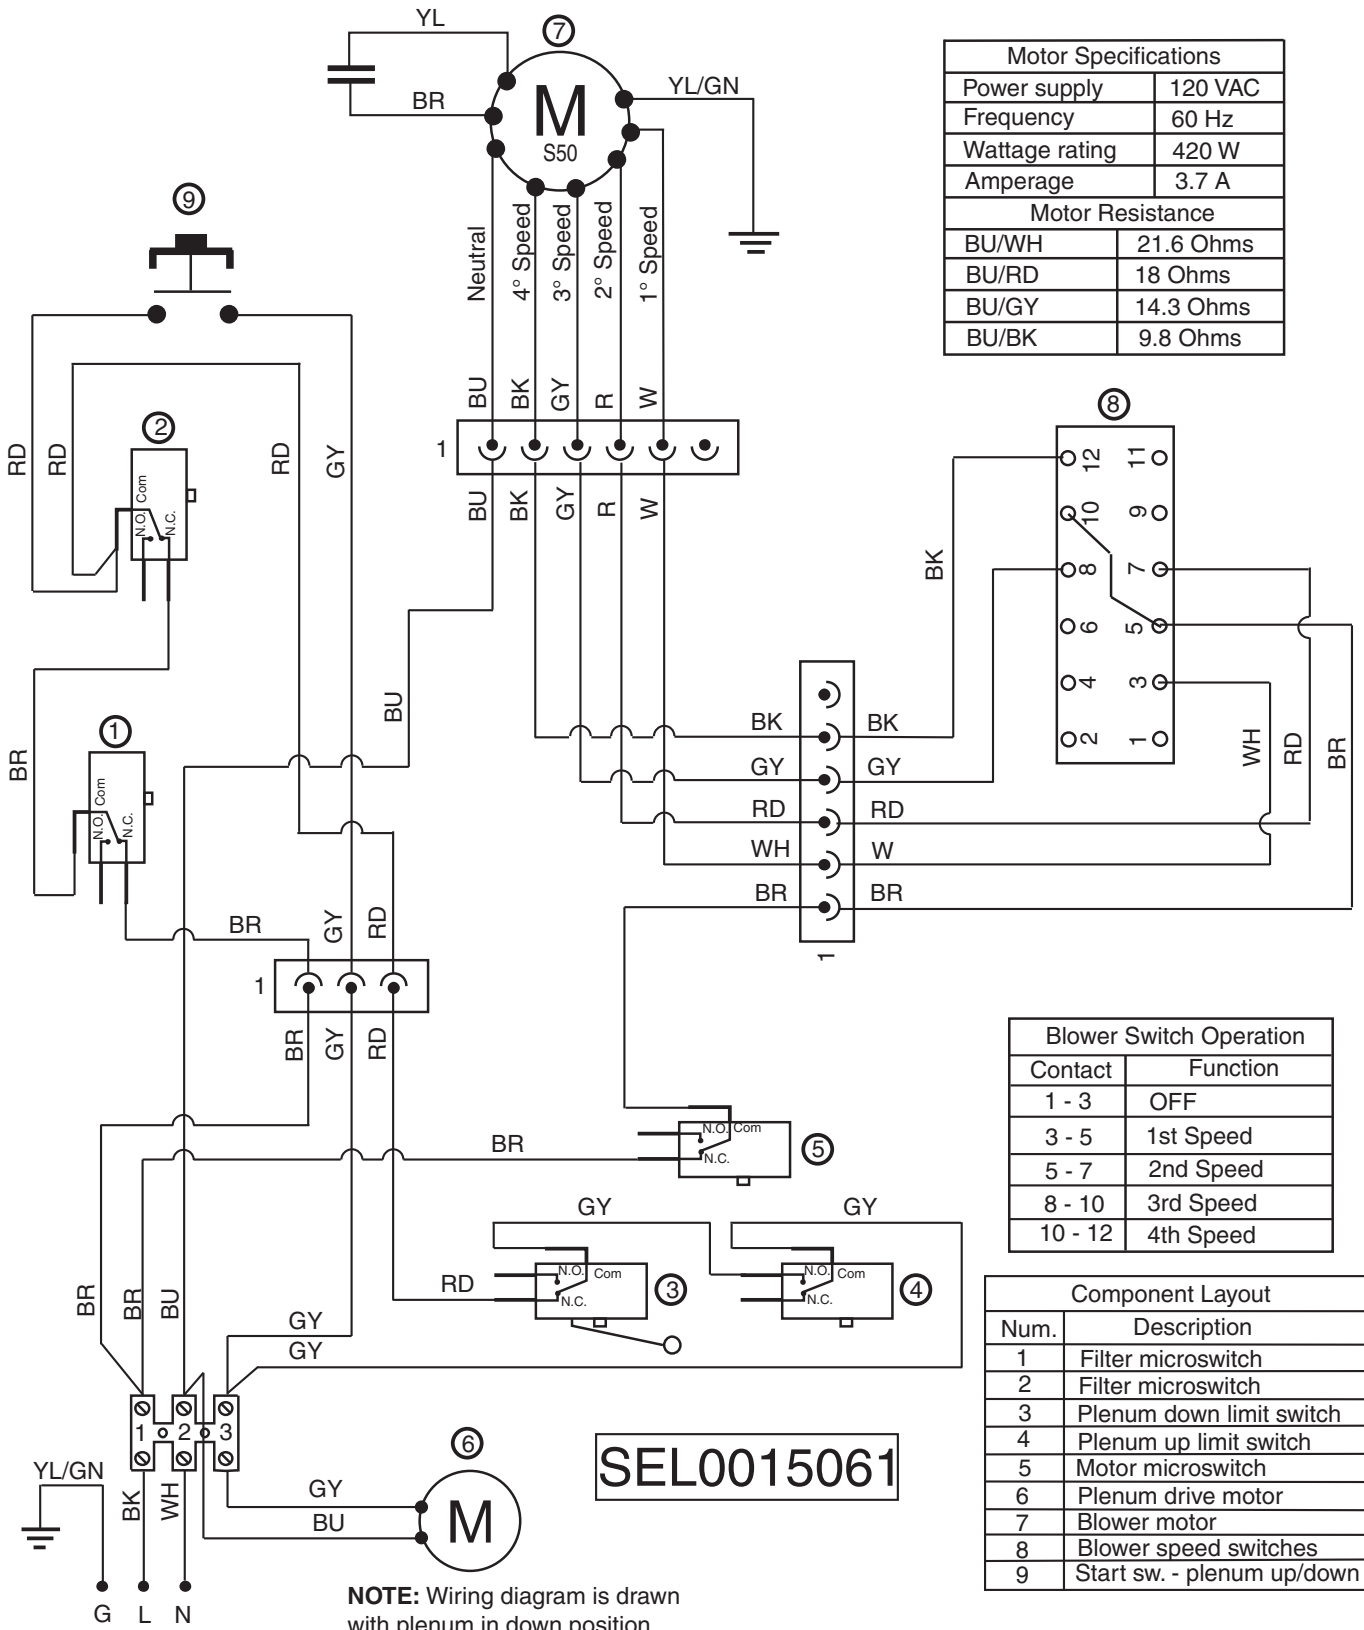 YL
7
BR
YL/GN
M
S50
Motor Specifications
Power supply 120 VAC
Frequency 60 Hz
Wattage rating 420 W
Amperage 3.7 A
Motor Resistance
BU/WH 21.6 Ohms
BU/RD 18 Ohms
BU/GY 14.3 Ohms
BU/BK 9.8 Ohms
9
Neutral
4° Speed
3° Speed
2° Speed
1° Speed
BU BK GY R W
1
BU BK GY R W
RD RD RD GY
2
Com
N.O.
N.C.
8
12 11
10 9
8 7
6 5
4 3
2 1
BK
WH RD BR
BU
BR
1
Com
N.O.
N.C.
BK BK
GY GY
RD RD
WH W
BR BR
1
BR GY RD
1
BR GY RD
Blower Switch Operation
Contact Function
1 - 3 OFF
3 - 5 1st Speed
5 - 7 2nd Speed
8 - 10 3rd Speed
10 - 12 4th Speed
BR
N.O. Com
N.C.
5
GY GY
RD
N.O. Com
N.C.
3
N.O. Com
N.C.
4
BR BR BU
GY
GY
1 2 3
Component Layout
Num. Description
1 Filter microswitch
2 Filter microswitch
3 Plenum down limit switch
4 Plenum up limit switch
5 Motor microswitch
6 Plenum drive motor
7 Blower motor
8 Blower speed switches
9 Start sw. - plenum up/down
6
M
GY
BU
SEL0015061
YL/GN
BK WH
G L N
NOTE: Wiring diagram is drawn
with plenum in down position